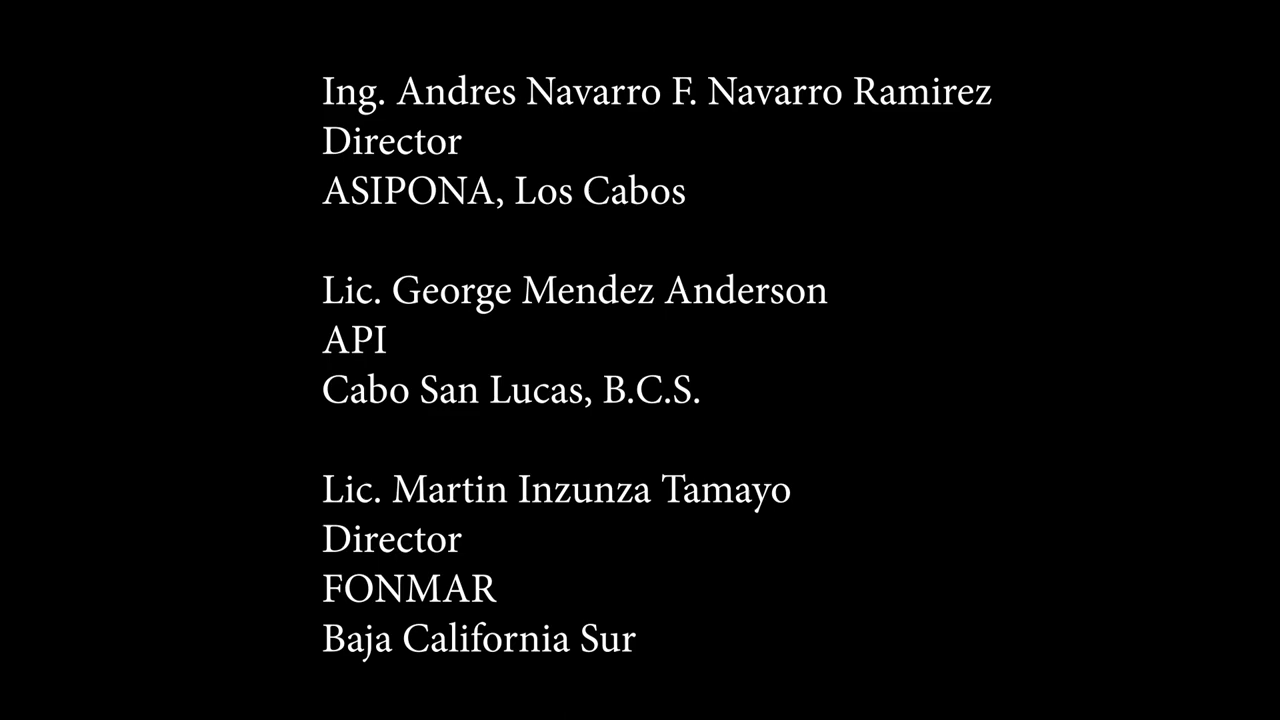 Ing. Andres Navarro F. Navarro Ramirez
Director
ASIPONA, Los Cabos
Lic. George Mendez Anderson
API
Cabo San Lucas, B.C.S.
Lic. Martin Inzunza Tamayo
Director
FONMAR
Baja California Sur